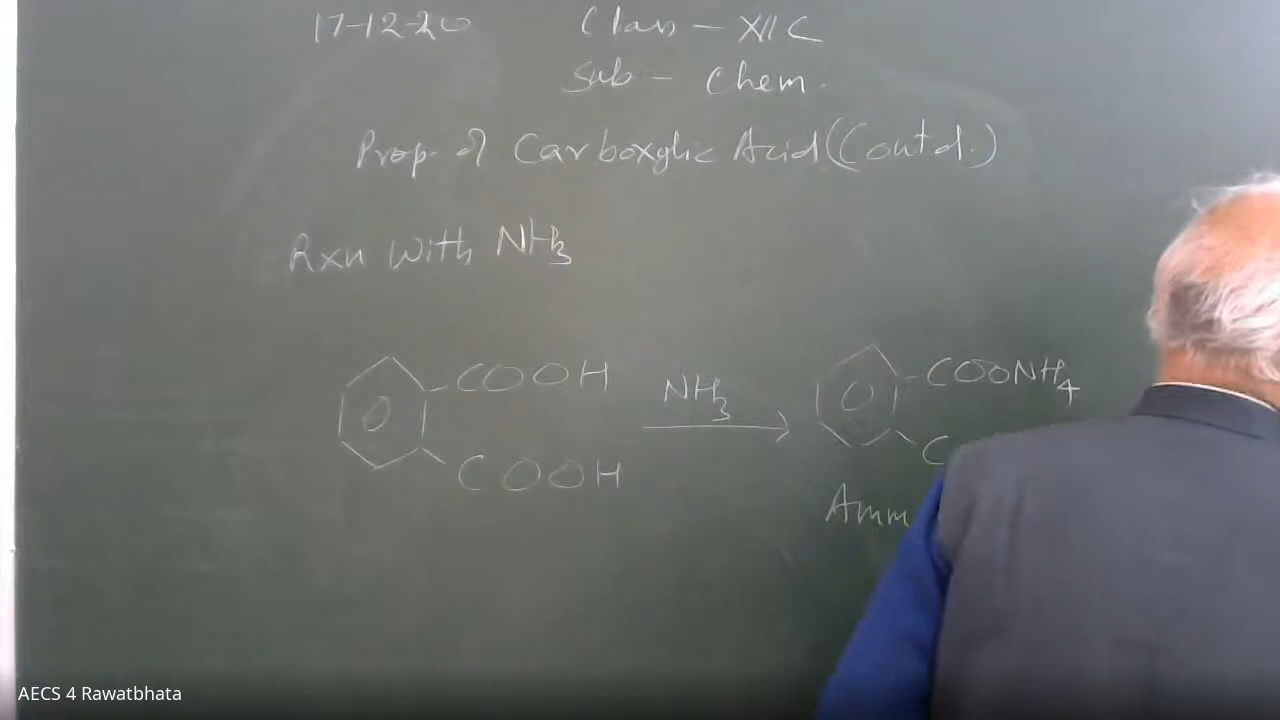 17-12-20 Class - XII C
Sub - Chem.
Prop. of Carboxylic Acid (Contd.)
Rxn With NH3
COOH NH3 COONH4
COOH C
Amm
AECS 4 Rawatbhata